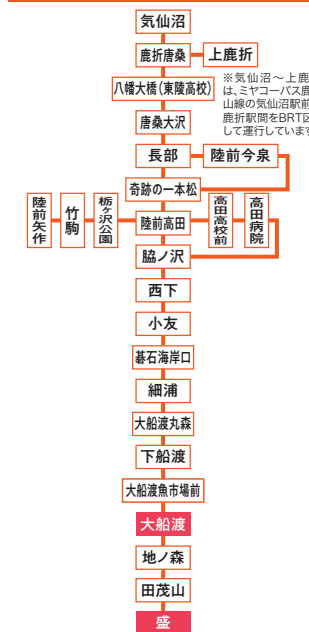 気仙沼
鹿折唐桑
上鹿折
※気仙沼～上鹿
は、ミヤコーバス鹿
山線の気仙沼駅前
鹿折駅間をBRT区
して運行しています
八幡大橋(東陵高校)
唐桑大沢
長部
陸前今泉
奇跡の一本松
陸前矢作
竹駒
栃ヶ沢公園
陸前高田
高田高校前
高田病院
脇ノ沢
西下
小友
碁石海岸口
細浦
大船渡丸森
下船渡
大船渡魚市場前
大船渡
地ノ森
田茂山
盛